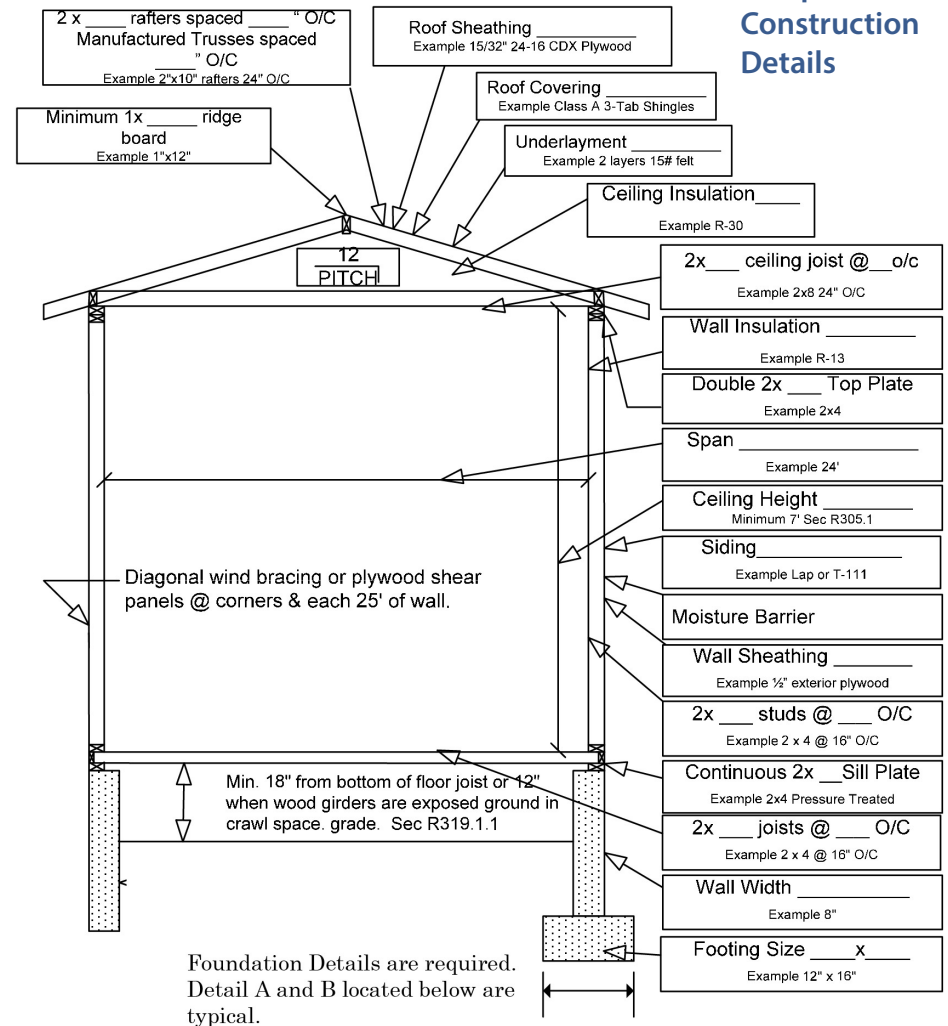 Construction
Details
2 x ____ rafters spaced ____ “ O/C
Manufactured Trusses spaced
_____” O/C
Example 2"x10" rafters 24" O/C
Roof Sheathing ______________
Example 15/32" 24-16 CDX Plywood
Roof Covering __________
Example Class A 3-Tab Shingles
Minimum 1x _____ ridge
board
Example 1"x12"
Underlayment _________
Example 2 layers 15# felt
Ceiling Insulation_____
Example R-30
12
PITCH
2x___ ceiling joist @__o/c
Example 2x8 24" O/C
Wall Insulation _________
Example R-13
Double 2x ___ Top Plate
Example 2x4
Span __________________
Example 24'
Ceiling Height _________
Minimum 7' Sec R305.1
Siding______________
Example Lap or T-111
Diagonal wind bracing or plywood shear
panels @ corners & each 25' of wall.
Moisture Barrier
Wall Sheathing ________
Example ½” exterior plywood
2x ___ studs @ ___ O/C
Example 2 x 4 @ 16" O/C
Continuous 2x __Sill Plate
Example 2x4 Pressure Treated
Min. 18" from bottom of floor joist or 12"
when wood girders are exposed ground in
crawl space. grade. Sec R319.1.1
2x ___ joists @ ___ O/C
Example 2 x 4 @ 16" O/C
Wall Width ____________
Example 8"
Footing Size ____x____
Example 12" x 16"
Foundation Details are required.
Detail A and B located below are
typical.